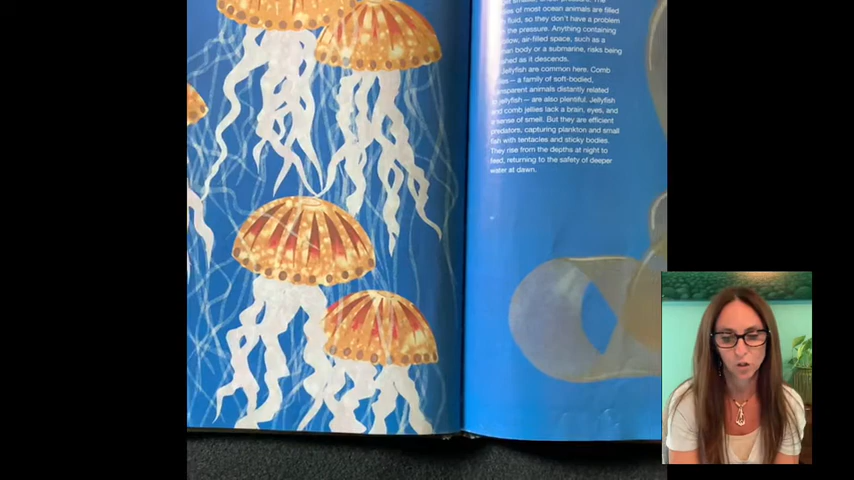 of most ocean animals are filled
fluid, so they don't have a problem
the pressure. Anything containing
air-filled space, such as a
body or a submarine, risks being
as it descends.
Jellyfish are common here. Comb
– a family of soft-bodied,
transparent animals distantly related
to jellyfish – are also plentiful. Jellyfish
and comb jellies lack a brain, eyes, and
a sense of smell. But they are efficient
predators, capturing plankton and small
fish with tentacles and sticky bodies.
They rise from the depths at night to
feed, returning to the safety of deeper
water at dawn.